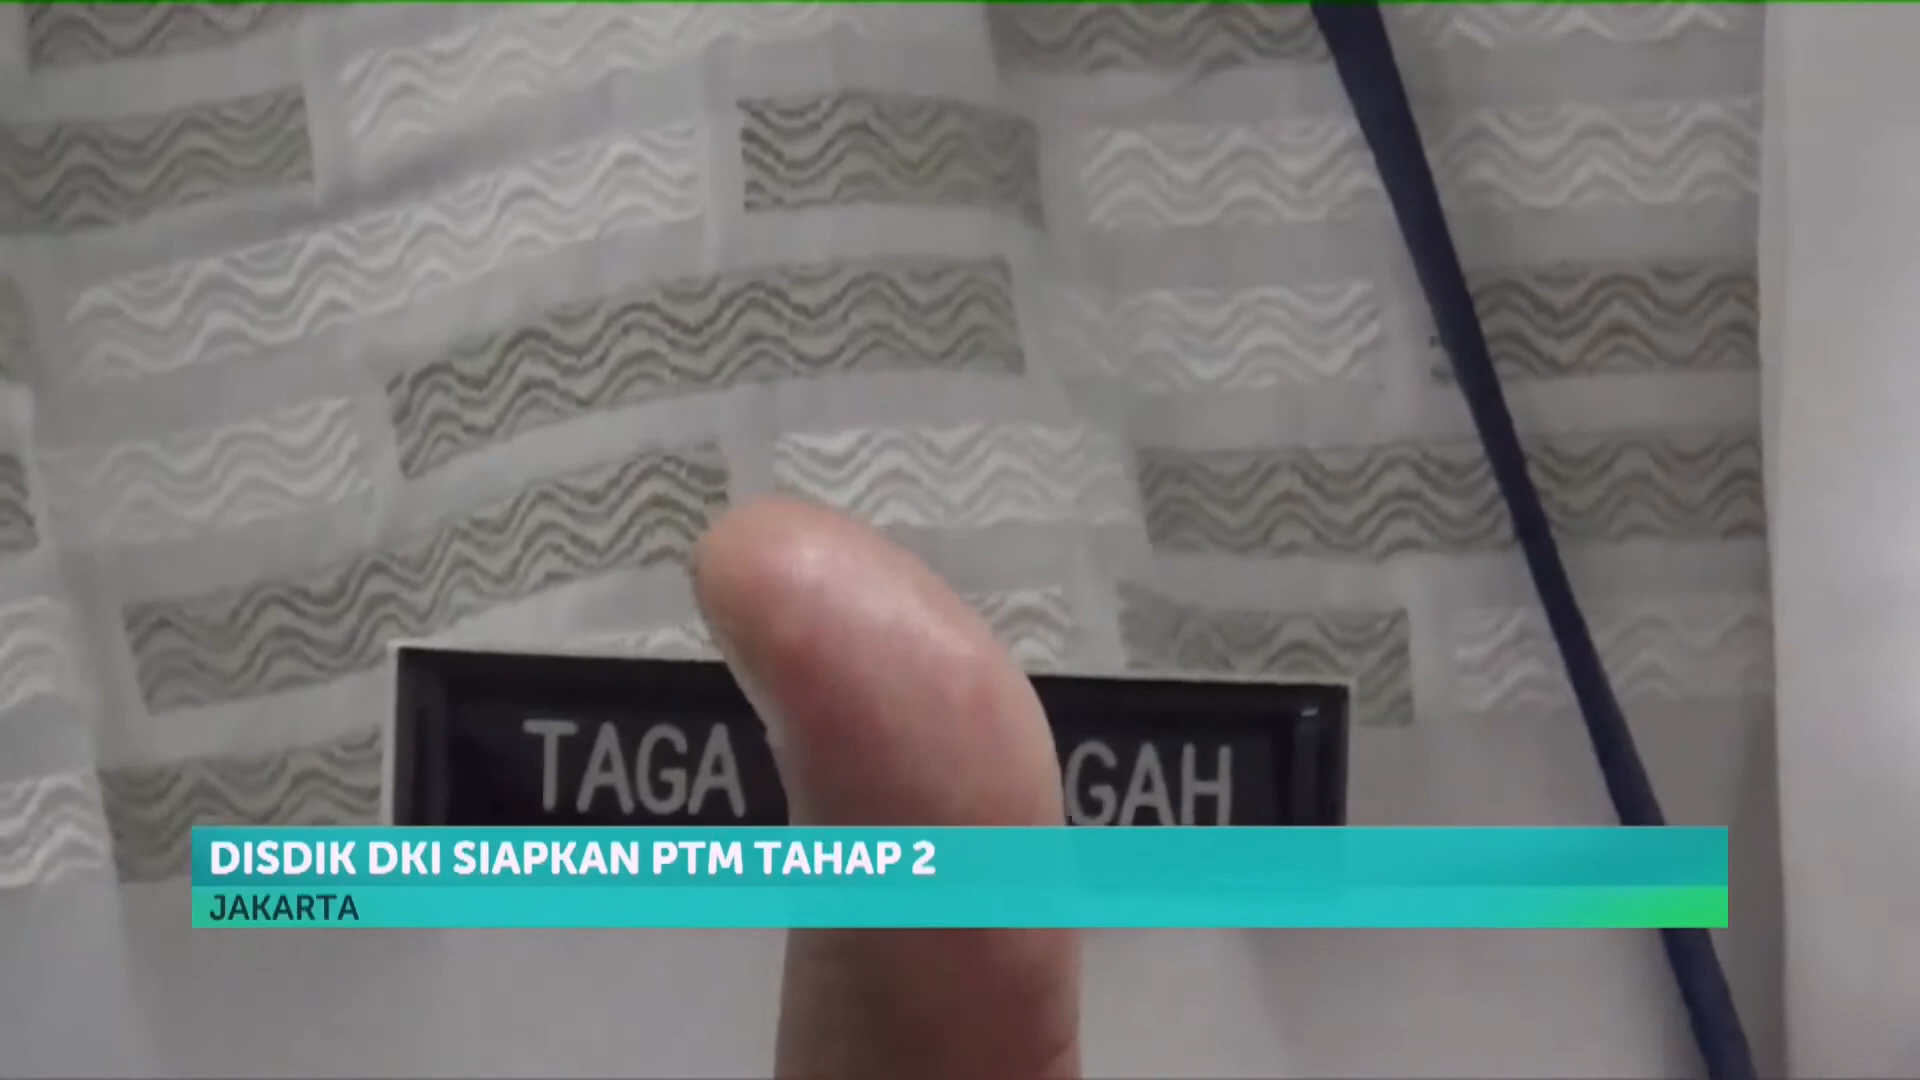 TAGA GAH
DISDIK DKI SIAPKAN PTM TAHAP 2
JAKARTA